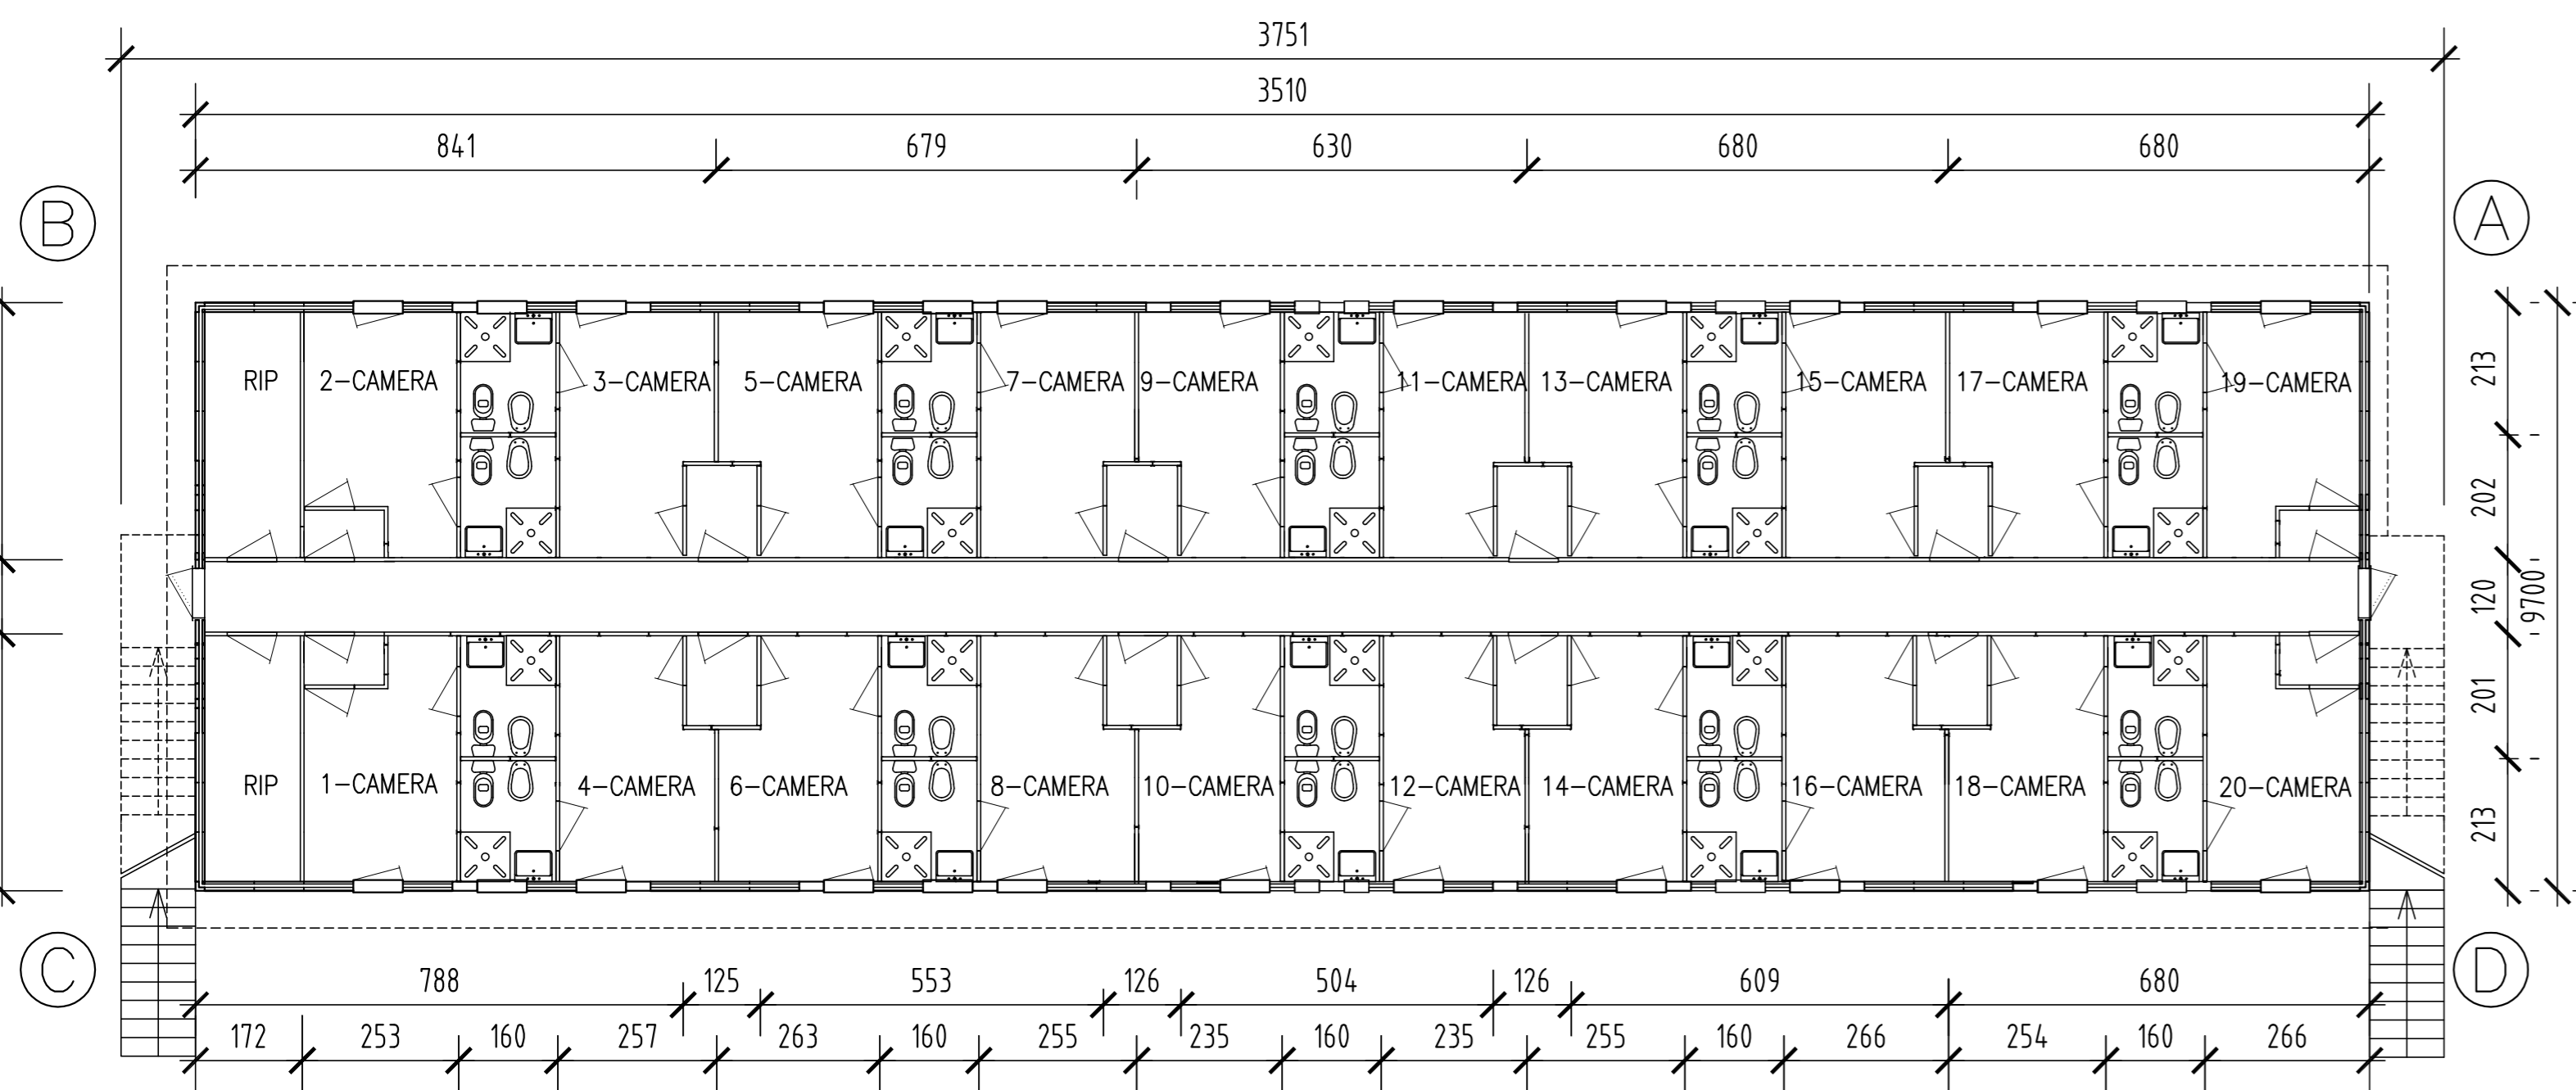 3751
3510
841 679 630 680 680
B A
RIP 2-CAMERA 3-CAMERA 5-CAMERA 7-CAMERA 9-CAMERA 11-CAMERA 13-CAMERA 15-CAMERA 17-CAMERA 19-CAMERA
213
202
120
9700
201
213
RIP 1-CAMERA 4-CAMERA 6-CAMERA 8-CAMERA 10-CAMERA 12-CAMERA 14-CAMERA 16-CAMERA 18-CAMERA 20-CAMERA
C D
788 125 553 126 504 126 609 680
172 253 160 257 263 160 255 235 160 235 255 160 266 254 160 266